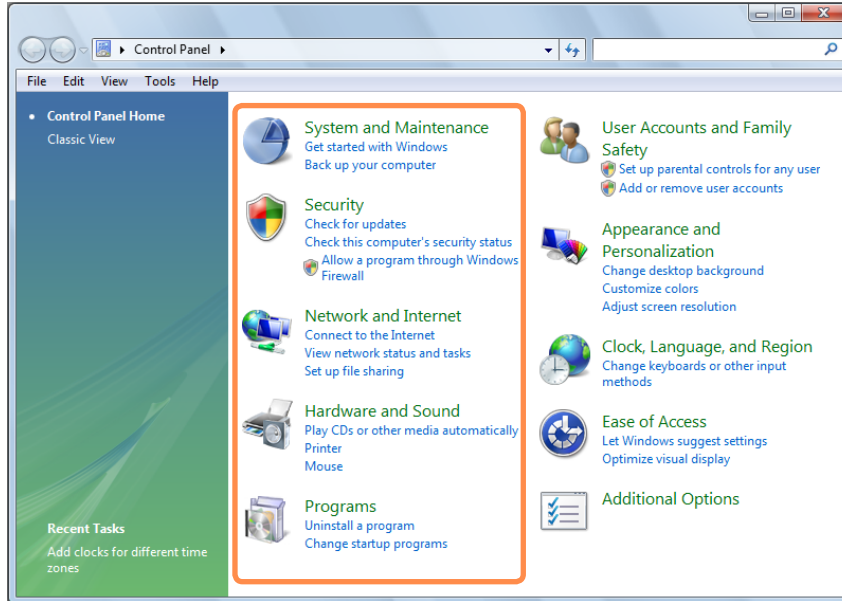 Control Panel
File Edit View Tools Help
Control Panel Home
Classic View
Recent Tasks
Add clocks for different time
zones
System and Maintenance
Get started with Windows
Back up your computer
Security
Check for updates
Check this computer's security status
Allow a program through Windows
Firewall
Network and Internet
Connect to the Internet
View network status and tasks
Set up file sharing
Hardware and Sound
Play CDs or other media automatically
Printer
Mouse
Programs
Uninstall a program
Change startup programs
User Accounts and Family
Safety
Set up parental controls for any user
Add or remove user accounts
Appearance and
Personalization
Change desktop background
Customize colors
Adjust screen resolution
Clock, Language, and Region
Change keyboards or other input
methods
Ease of Access
Let Windows suggest settings
Optimize visual display
Additional Options